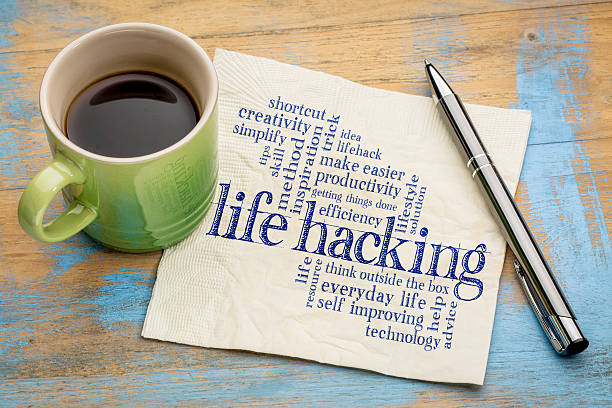 shortcut
creativity
simplify
tips
skill
method
inspiration
trick
idea
lifehack
make easier
productivity
getting things done
efficiency
lifestyle
solution
life hacking
life
resource
think outside the box
everyday life
self improving
technology
help
advice